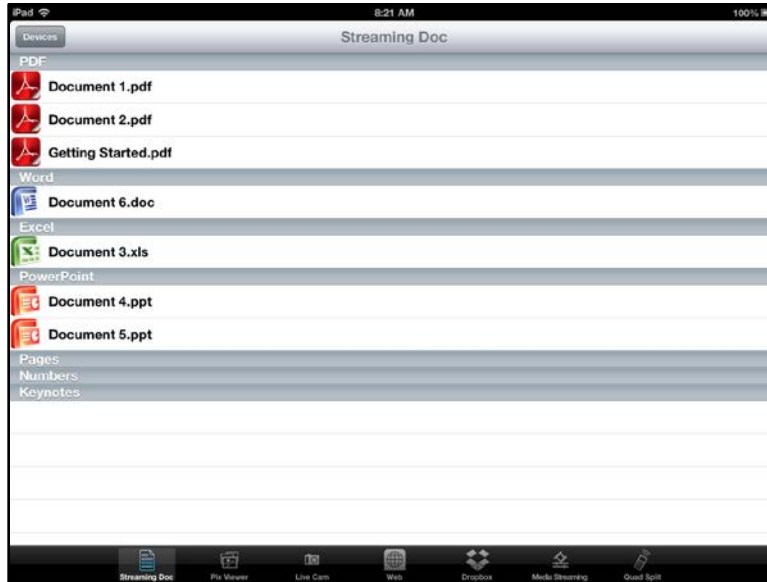 iPad 8:21 AM 100%
Devices Streaming Doc
PDF
Document 1.pdf
Document 2.pdf
Getting Started.pdf
Word
Document 6.doc
Excel
Document 3.xls
PowerPoint
Document 4.ppt
Document 5.ppt
Pages
Numbers
Keynotes
Streaming Doc Pix Viewer Live Cam Web Dropbox Media Streaming Quad Split